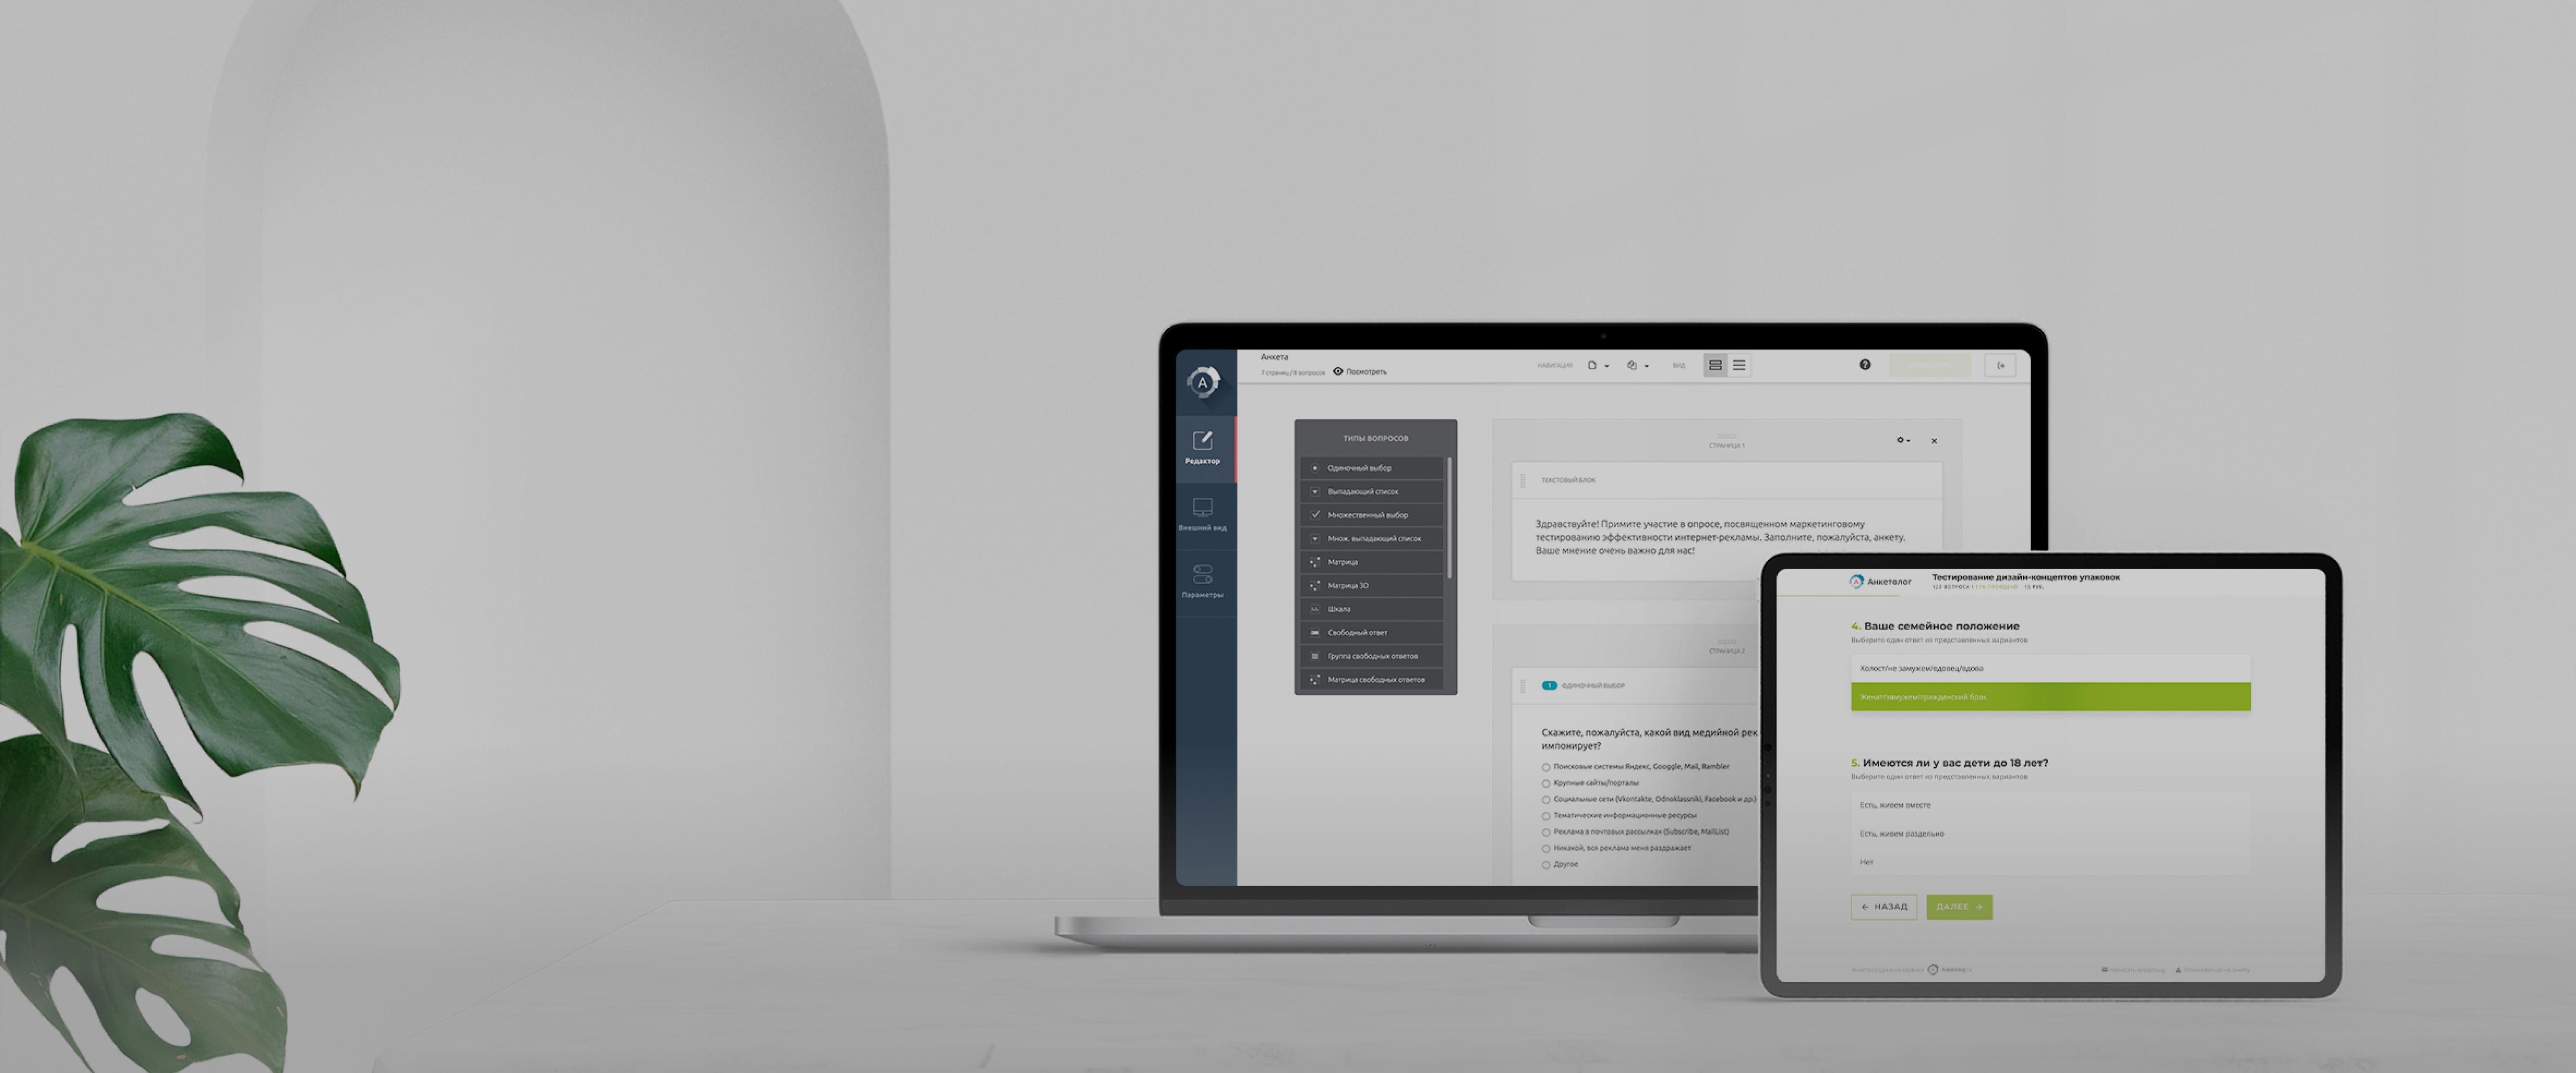 Анкета
7 страниц / 8 вопросов
Посмотреть
НАВИГАЦИЯ
ВИД
A
Редактор
Внешний вид
Параметры
ТИПЫ ВОПРОСОВ
Одиночный выбор
Выпадающий список
Множественный выбор
Множ. выпадающий список
Матрица
Матрица 3D
Шкала
Свободный ответ
Группа свободных ответов
Матрица свободных ответов
СТРАНИЦА 1
ТЕКСТОВЫЙ БЛОК
Здравствуйте! Примите участие в опросе, посвященном маркетинговому
тестированию эффективности интернет-рекламы. Заполните, пожалуйста, анкету.
Ваше мнение очень важно для нас!
СТРАНИЦА 2
1 ОДИНОЧНЫЙ ВЫБОР
Скажите, пожалуйста, какой вид медийной рек
импонирует?
Поисковые системы Яндекс, Googgle, Mail, Rambler
Крупные сайты/порталы
Социальные сети (Vkontakte, Odnoklassniki, Facebook и др.)
Тематические информационные ресурсы
Реклама в почтовых рассылках (Subscribe, MailList)
Никакой, вся реклама меня раздражает
Другое
Анкетолог
Тестирование дизайн-концептов упаковок
4. Ваше семейное положение
Выберите один ответ из представленных вариантов
Холост/не замужем/вдовец/вдова
Женат/замужем/гражданский брак
5. Имеются ли у вас дети до 18 лет?
Выберите один ответ из представленных вариантов
Есть, живем вместе
Есть, живем раздельно
Нет
← НАЗАД
ДАЛЕЕ →